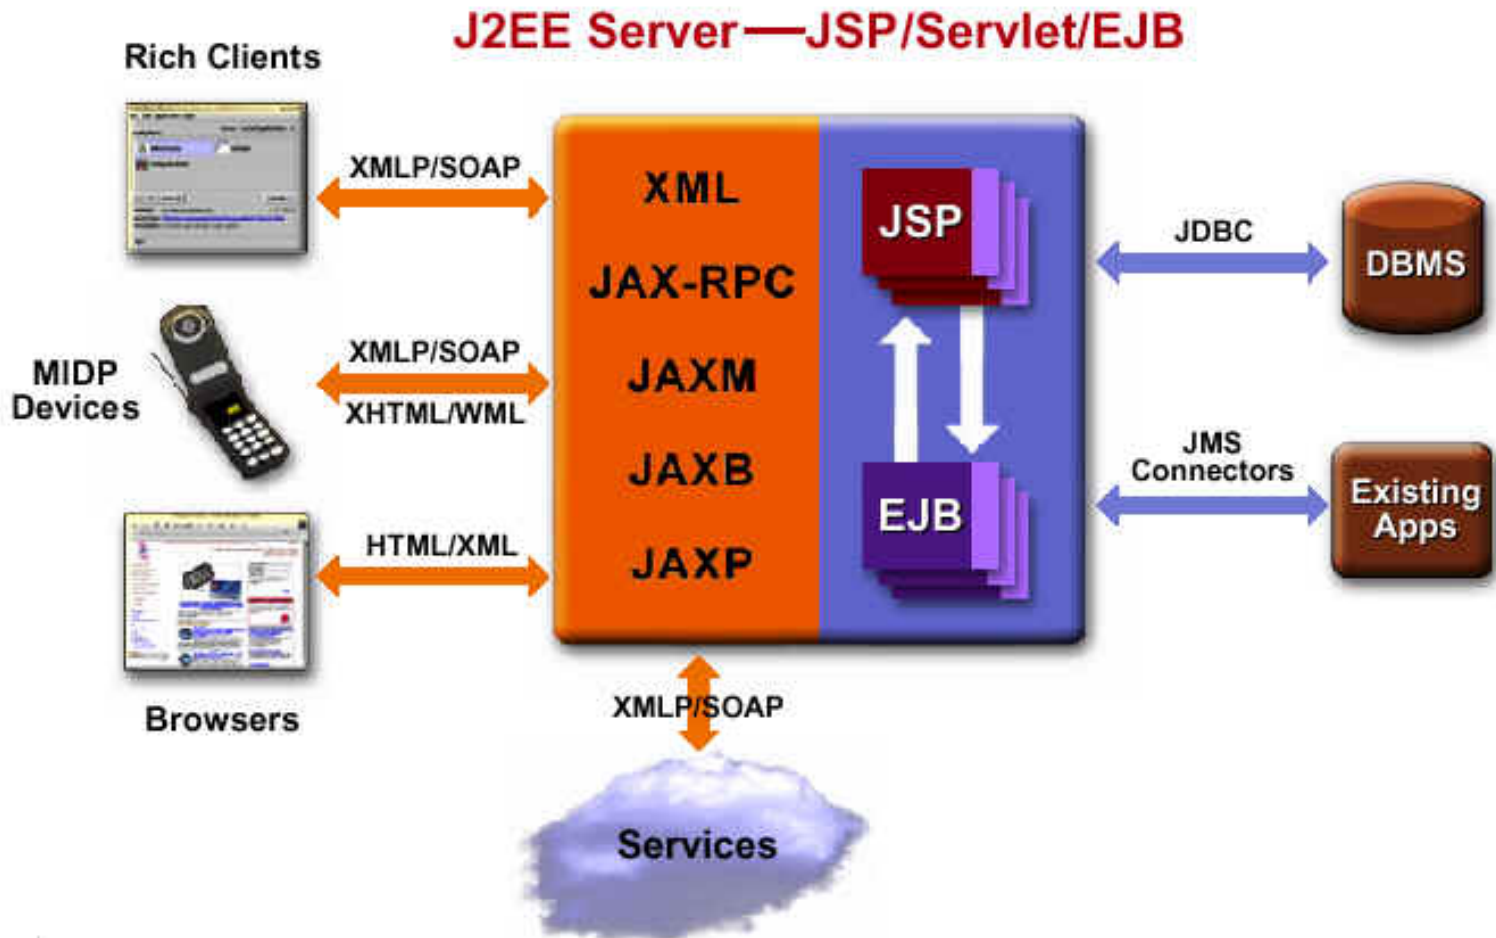 J2EE Server—JSP/Servlet/EJB
Rich Clients
XMLP/SOAP
MIDP
Devices
XMLP/SOAP
XHTML/WML
HTML/XML
Browsers
XML
JAX-RPC
JAXM
JAXB
JAXP
JSP
EJB
JDBC
DBMS
JMS
Connectors
Existing
Apps
XMLP/SOAP
Services